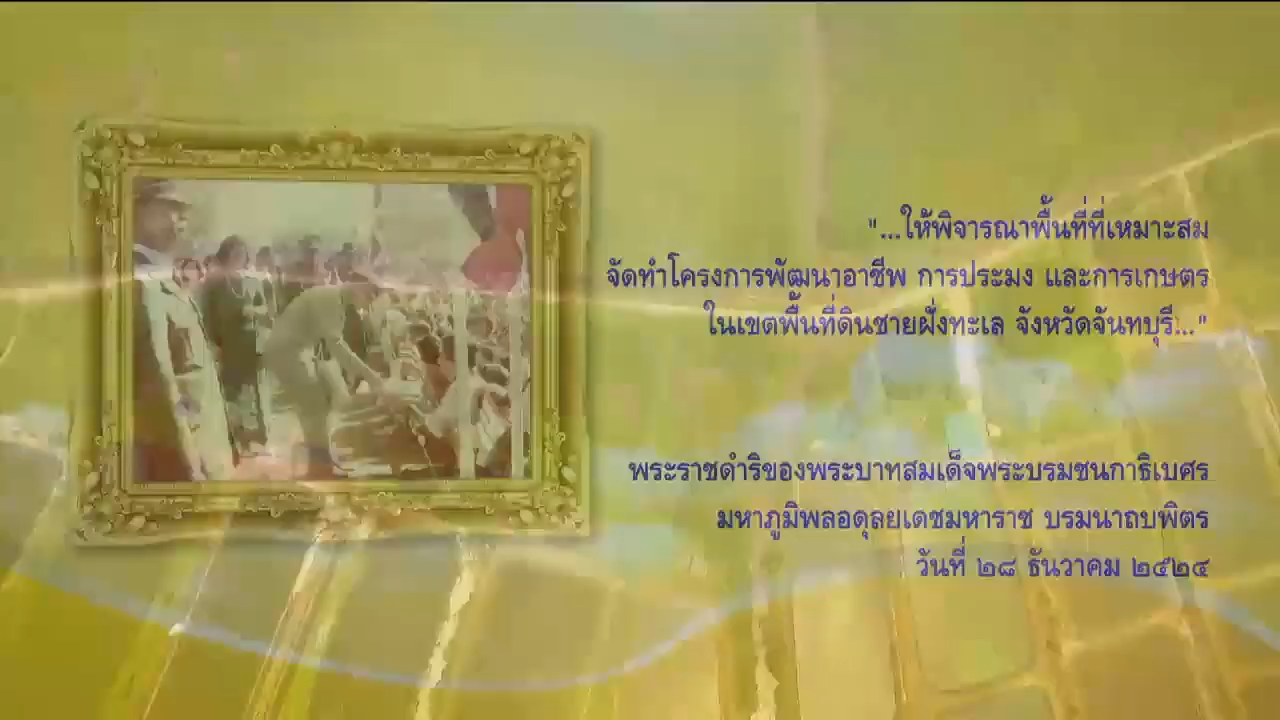 "...ให้พิจารณาพื้นที่ที่เหมาะสม
จัดทำโครงการพัฒนาอาชีพ การประมง และการเกษตร
ในเขตพื้นที่ดินชายฝั่งทะเล จังหวัดจันทบุรี..."
พระราชดำริของพระบาทสมเด็จพระบรมชนกาธิเบศร
มหาภูมิพลอดุลยเดชมหาราช บรมนาถบพิตร
วันที่ ๒๘ ธันวาคม ๒๕๒๔